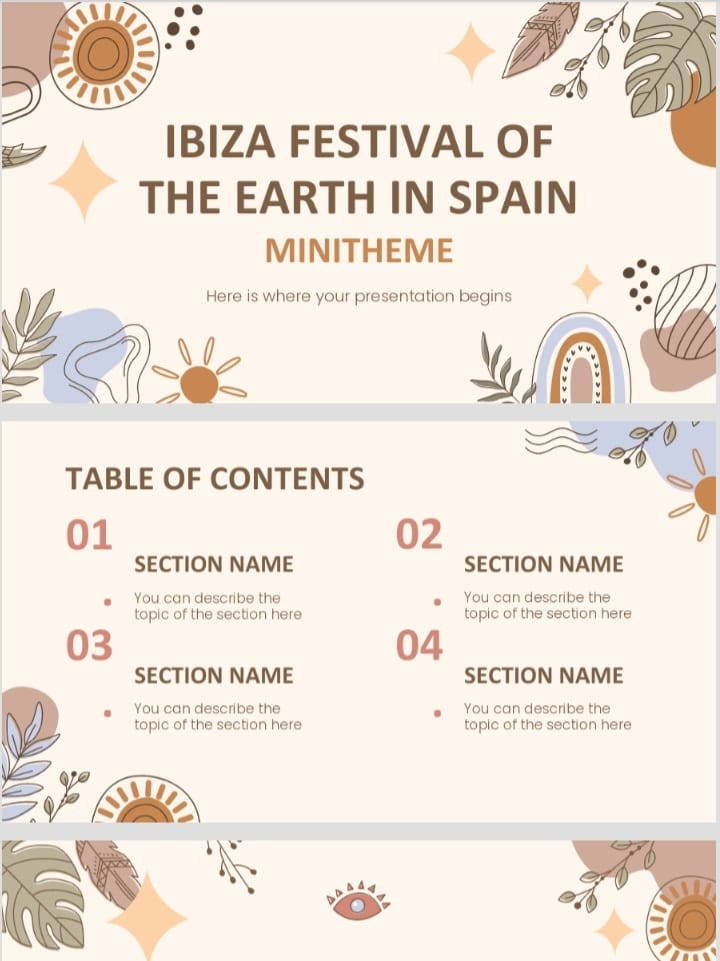 IBIZA FESTIVAL OF
THE EARTH IN SPAIN
MINITHEME
Here is where your presentation begins
TABLE OF CONTENTS
01
SECTION NAME
• You can describe the
topic of the section here
02
SECTION NAME
• You can describe the
topic of the section here
03
SECTION NAME
• You can describe the
topic of the section here
04
SECTION NAME
• You can describe the
topic of the section here